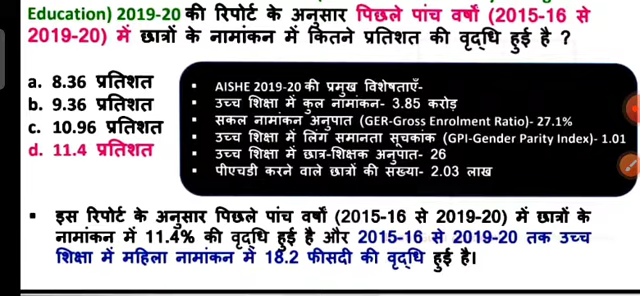 Education) 2019-20 की रिपोर्ट के अनुसार पिछले पांच वर्षों (2015-16 से
2019-20) में छात्रों के नामांकन में कितने प्रतिशत की वृद्धि हुई है ?
a. 8.36 प्रतिशत
b. 9.36 प्रतिशत
c. 10.96 प्रतिशत
d. 11.4 प्रतिशत
▪ AISHE 2019-20 की प्रमुख विशेषताएँ-
▪ उच्च शिक्षा में कुल नामांकन- 3.85 करोड़
▪ सकल नामांकन अनुपात (GER-Gross Enrolment Ratio)- 27.1%
▪ उच्च शिक्षा में लिंग समानता सूचकांक (GPI-Gender Parity Index)- 1.01
▪ उच्च शिक्षा में छात्र-शिक्षक अनुपात- 26
▪ पीएचडी करने वाले छात्रों की संख्या- 2.03 लाख
▪ इस रिपोर्ट के अनुसार पिछले पांच वर्षों (2015-16 से 2019-20) में छात्रों के
नामांकन में 11.4% की वृद्धि हुई है और 2015-16 से 2019-20 तक उच्च
शिक्षा में महिला नामांकन में 18.2 फीसदी की वृद्धि हुई है।